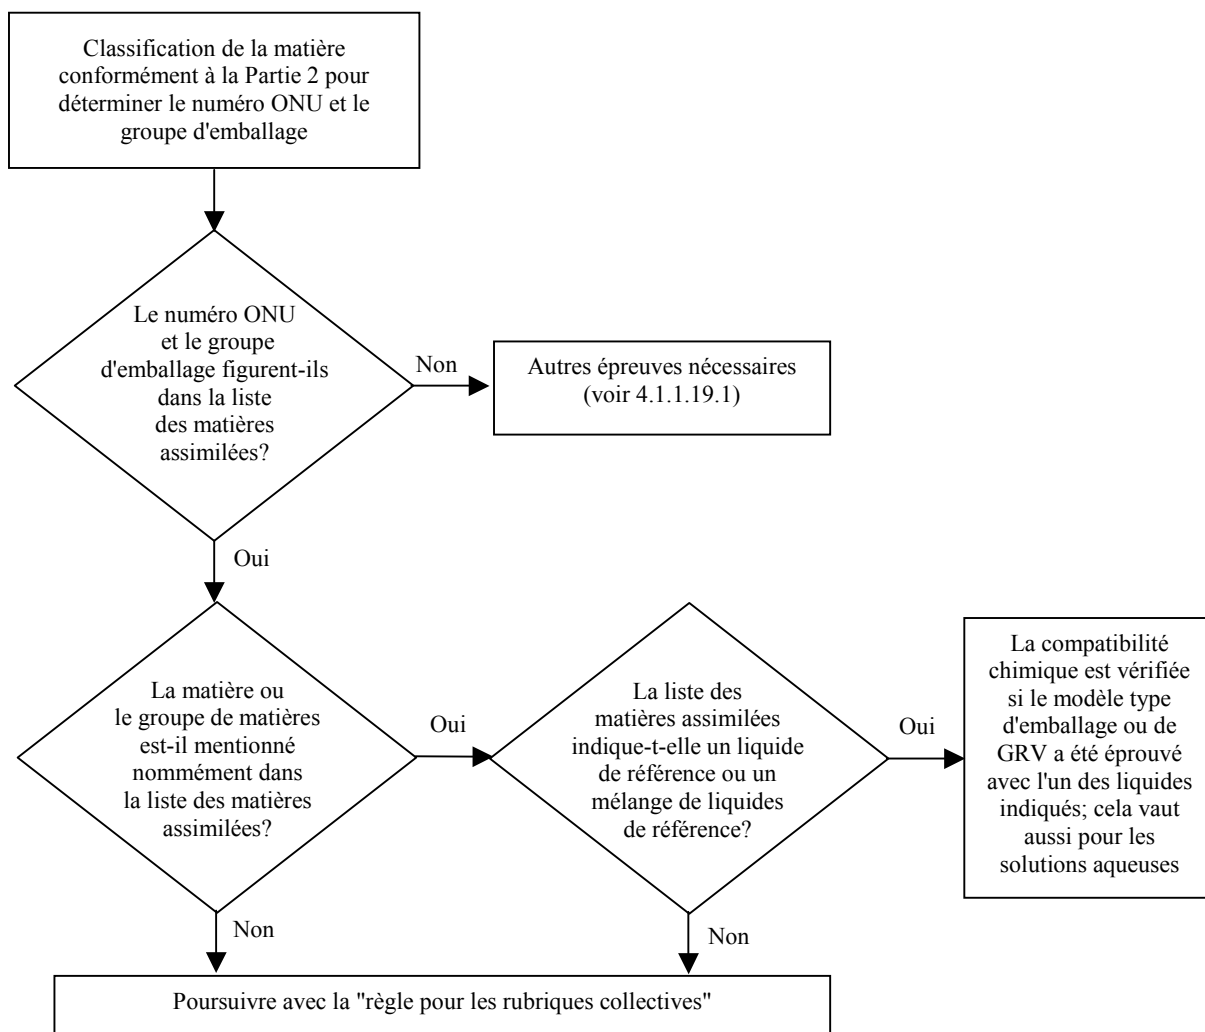 Classification de la matière
conformément à la Partie 2 pour
déterminer le numéro ONU et le
groupe d'emballage
Le numéro ONU
et le groupe
d'emballage figurent-ils
dans la liste
des matières
assimilées?
Non
Autres épreuves nécessaires
(voir 4.1.1.19.1)
Oui
La matière ou
le groupe de matières
est-il mentionné
nommément dans
la liste des matières
assimilées?
Oui
La liste des
matières assimilées
indique-t-elle un liquide
de référence ou un
mélange de liquides
de référence?
Oui
La compatibilité
chimique est vérifiée
si le modèle type
d'emballage ou de
GRV a été éprouvé
avec l'un des liquides
indiqués; cela vaut
aussi pour les
solutions aqueuses
Non
Non
Poursuivre avec la "règle pour les rubriques collectives"